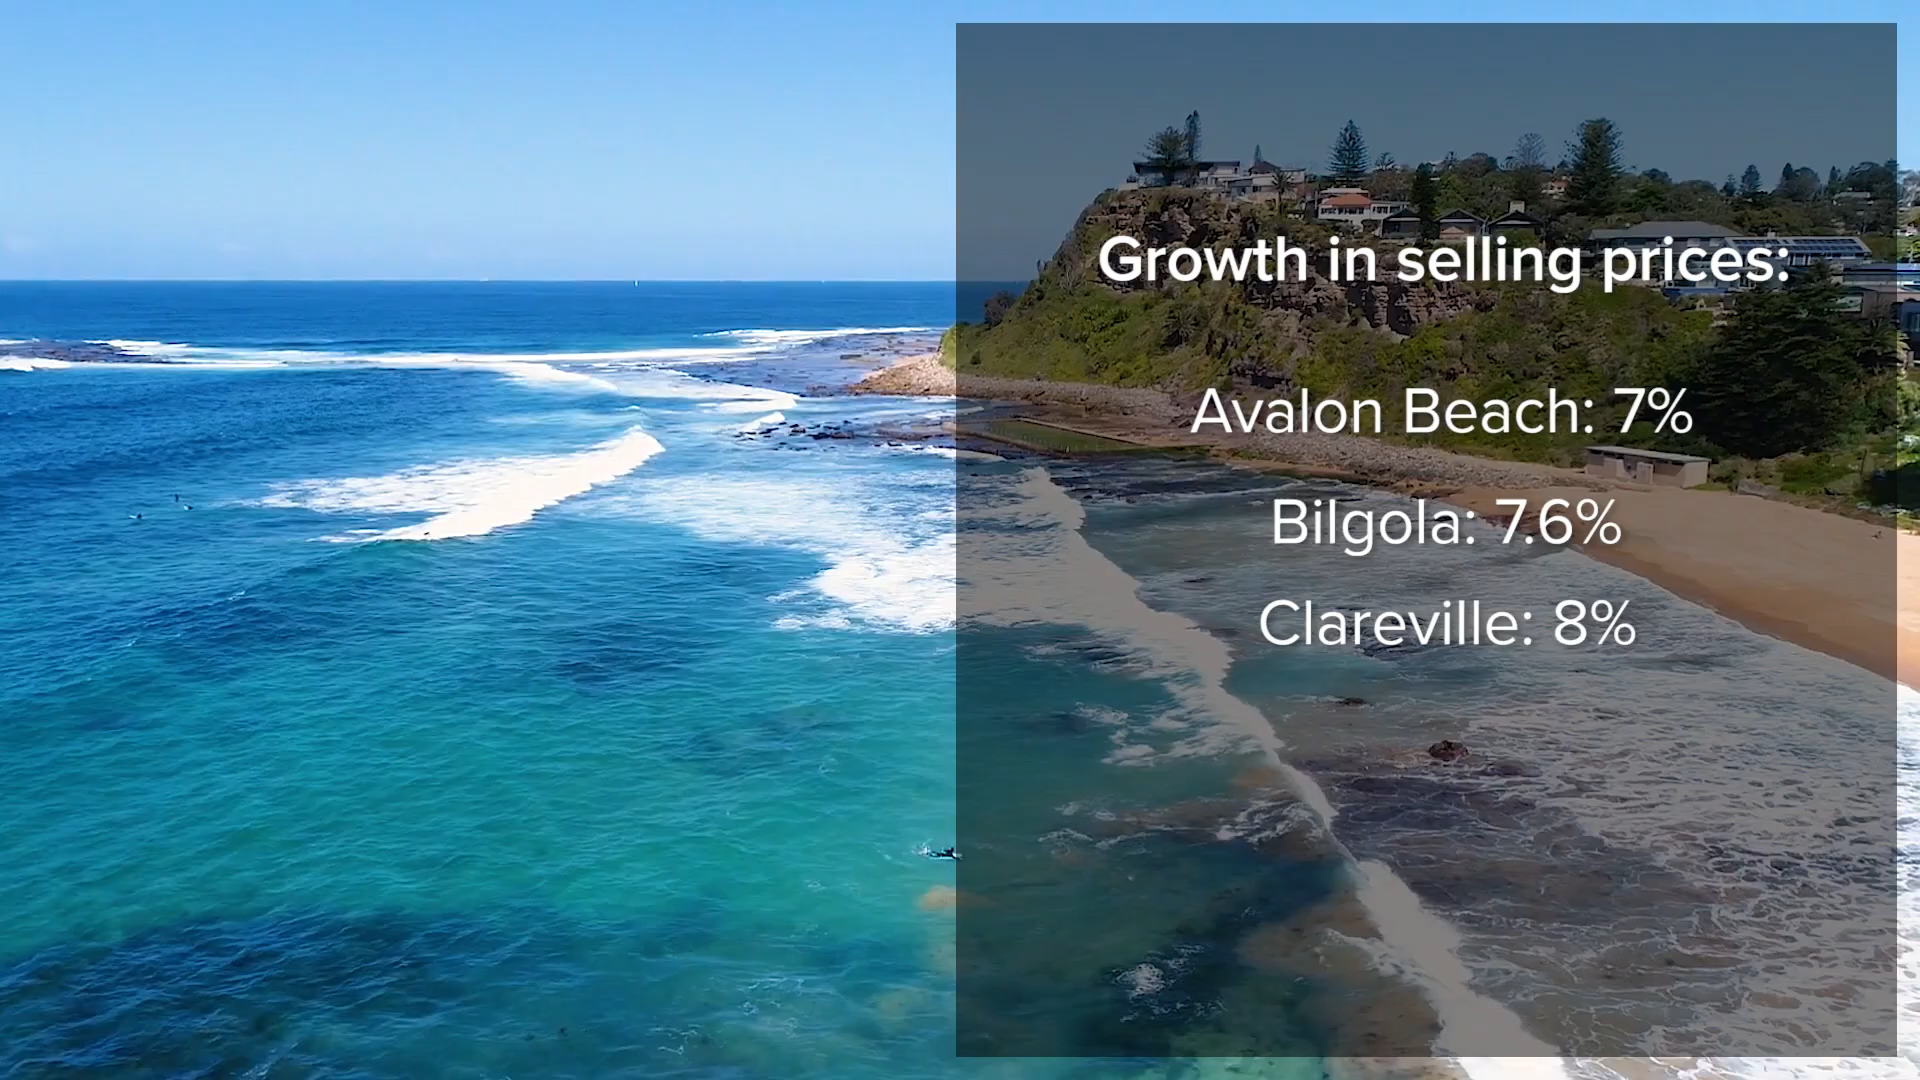 Growth in selling prices:
Avalon Beach: 7%
Bilgola: 7.6%
Clareville: 8%